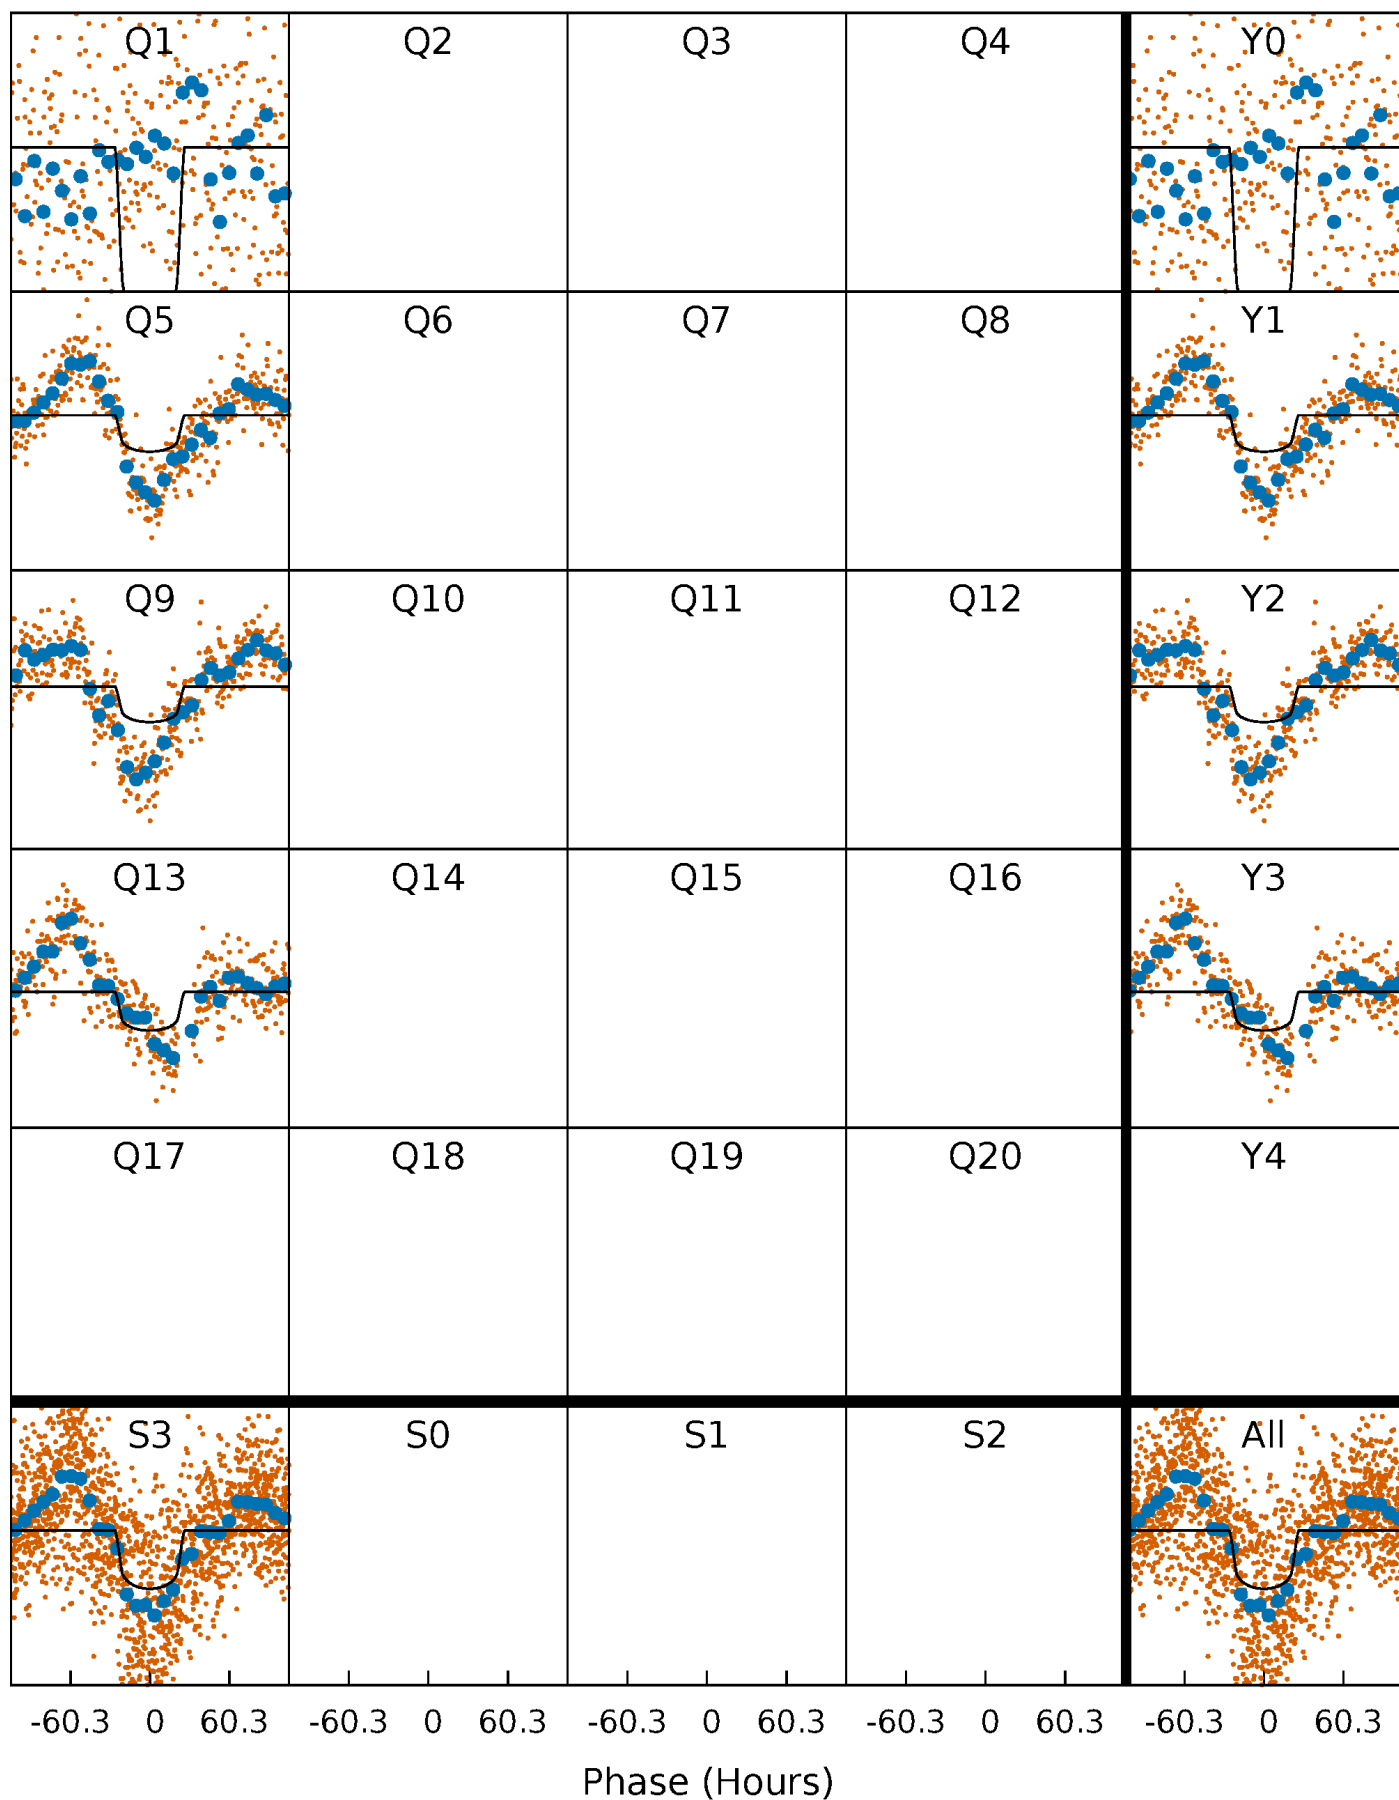 Q1 Q2 Q3 Q4 Y0
Q5 Q6 Q7 Q8 Y1
Q9 Q10 Q11 Q12 Y2
Q13 Q14 Q15 Q16 Y3
Q17 Q18 Q19 Q20 Y4
S3 S0 S1 S2 All
-60.3 0 60.3 -60.3 0 60.3 -60.3 0 60.3 -60.3 0 60.3 -60.3 0 60.3
Phase (Hours)